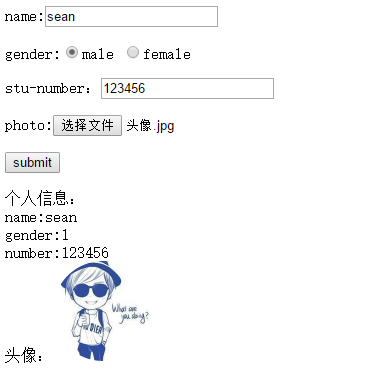 name:sean
gender: male female
stu-number：123456
photo:选择文件 头像.jpg
submit
个人信息：
name:sean
gender:1
number:123456
What are
you doing?
头像：